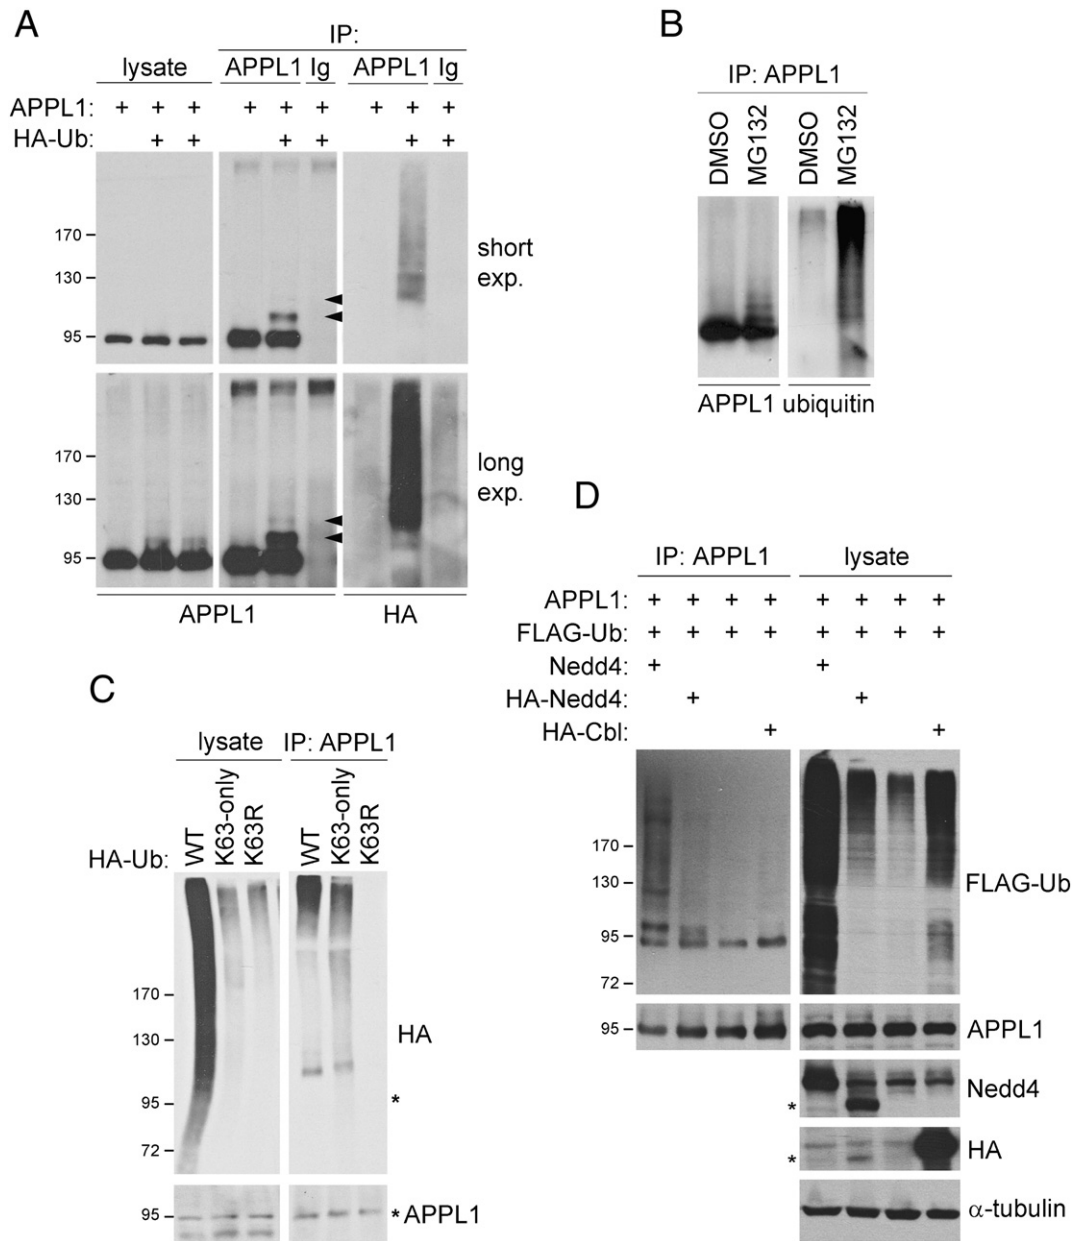 A
IP:
lysate APPL1 Ig APPL1 Ig
APPL1: + + + + + + + + +
HA-Ub: + + + + + +
170
130
95
short
exp.
170
130
95
long
exp.
APPL1 HA
B
IP: APPL1
DMSO MG132 DMSO MG132
APPL1 ubiquitin
C
lysate IP: APPL1
HA-Ub: WT K63-only K63R WT K63-only K63R
170
130
95
72
HA
*
95
* APPL1
D
IP: APPL1 lysate
APPL1: + + + + + + + +
FLAG-Ub: + + + + + + + +
Nedd4: + +
HA-Nedd4: + +
HA-Cbl: + +
170
130
95
72
FLAG-Ub
95
APPL1
Nedd4
*
HA
*
α-tubulin